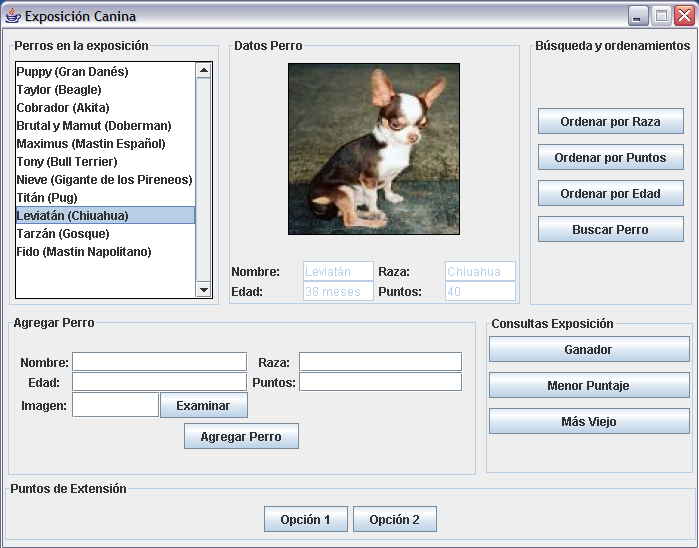 Exposición Canina
Perros en la exposición
Puppy (Gran Danés)
Taylor (Beagle)
Cobrador (Akita)
Brutal y Mamut (Doberman)
Maximus (Mastin Español)
Tony (Bull Terrier)
Nieve (Gigante de los Pireneos)
Titán (Pug)
Leviatán (Chiuahua)
Tarzán (Gosque)
Fido (Mastin Napolitano)
Datos Perro
Nombre: Leviatán Raza: Chiuahua
Edad: 38 meses Puntos: 40
Búsqueda y ordenamientos
Ordenar por Raza
Ordenar por Puntos
Ordenar por Edad
Buscar Perro
Agregar Perro
Nombre: Raza:
Edad: Puntos:
Imagen: Examinar
Agregar Perro
Consultas Exposición
Ganador
Menor Puntaje
Más Viejo
Puntos de Extensión
Opción 1 Opción 2